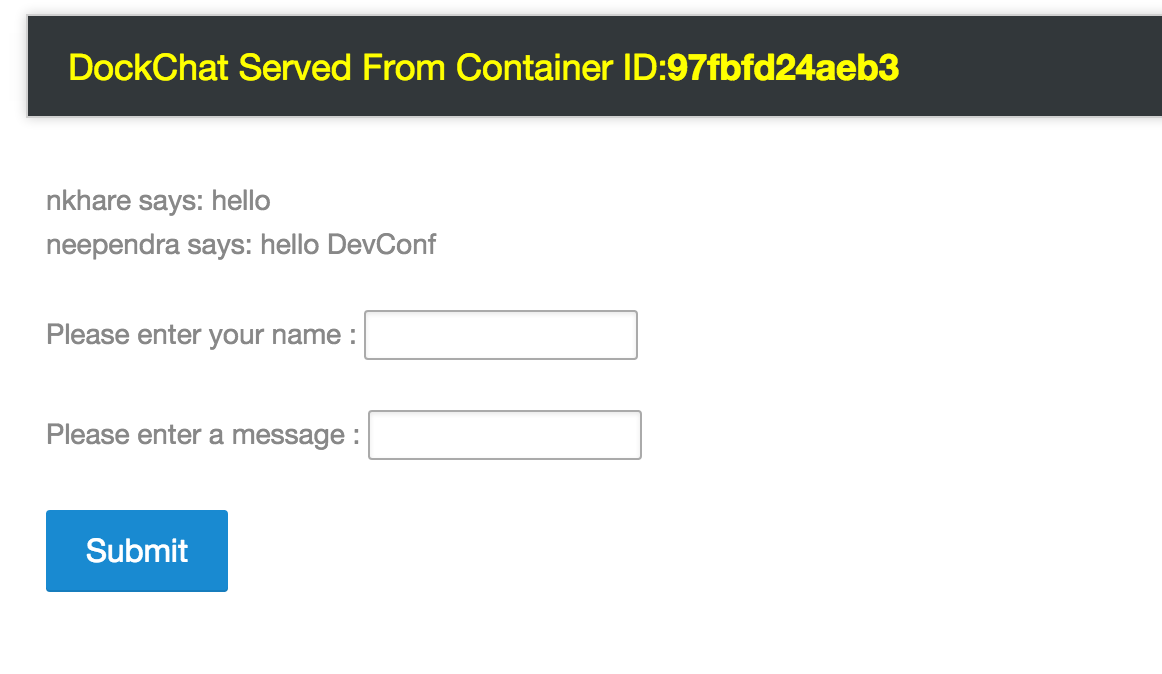 DockChat Served From Container ID:97fbfd24aeb3
nkhare says: hello
neependra says: hello DevConf
Please enter your name :
Please enter a message :
Submit